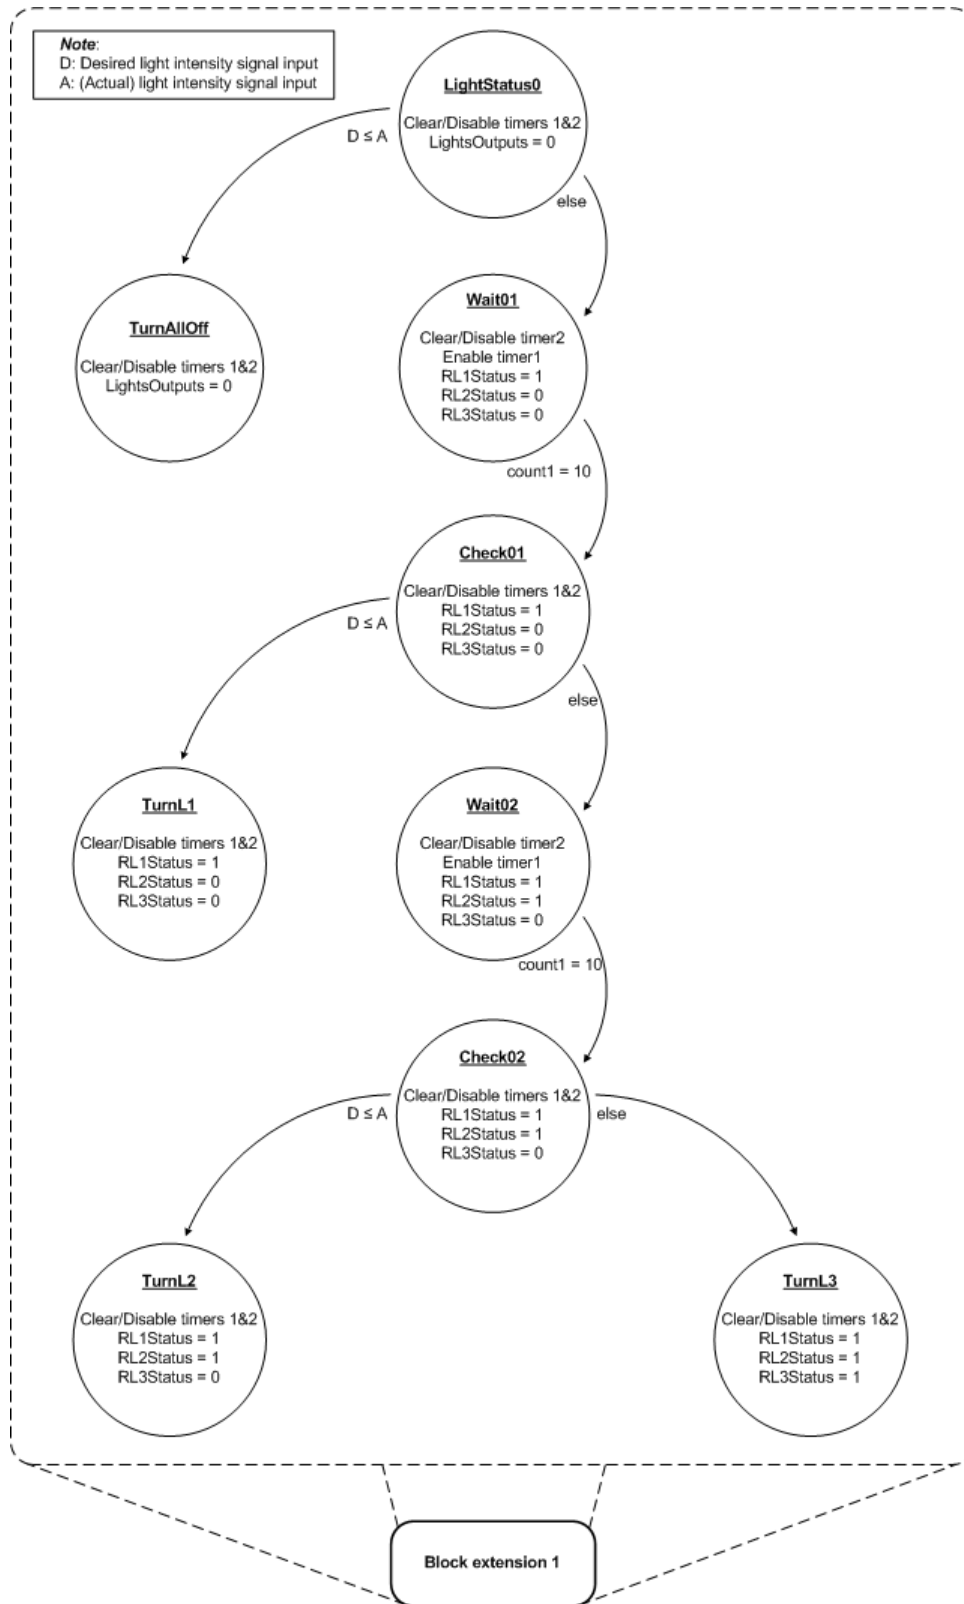 Note:
D: Desired light intensity signal input
A: (Actual) light intensity signal input
LightStatus0
Clear/Disable timers 1&2
LightsOutputs = 0
D ≤ A
else
TurnAllOff
Clear/Disable timers 1&2
LightsOutputs = 0
Wait01
Clear/Disable timer2
Enable timer1
RL1Status = 1
RL2Status = 0
RL3Status = 0
count1 = 10
Check01
Clear/Disable timers 1&2
RL1Status = 1
RL2Status = 0
RL3Status = 0
D ≤ A
else
TurnL1
Clear/Disable timers 1&2
RL1Status = 1
RL2Status = 0
RL3Status = 0
Wait02
Clear/Disable timer2
Enable timer1
RL1Status = 1
RL2Status = 1
RL3Status = 0
count1 = 10
Check02
Clear/Disable timers 1&2
RL1Status = 1
RL2Status = 1
RL3Status = 0
D ≤ A
else
TurnL2
Clear/Disable timers 1&2
RL1Status = 1
RL2Status = 1
RL3Status = 0
TurnL3
Clear/Disable timers 1&2
RL1Status = 1
RL2Status = 1
RL3Status = 1
Block extension 1